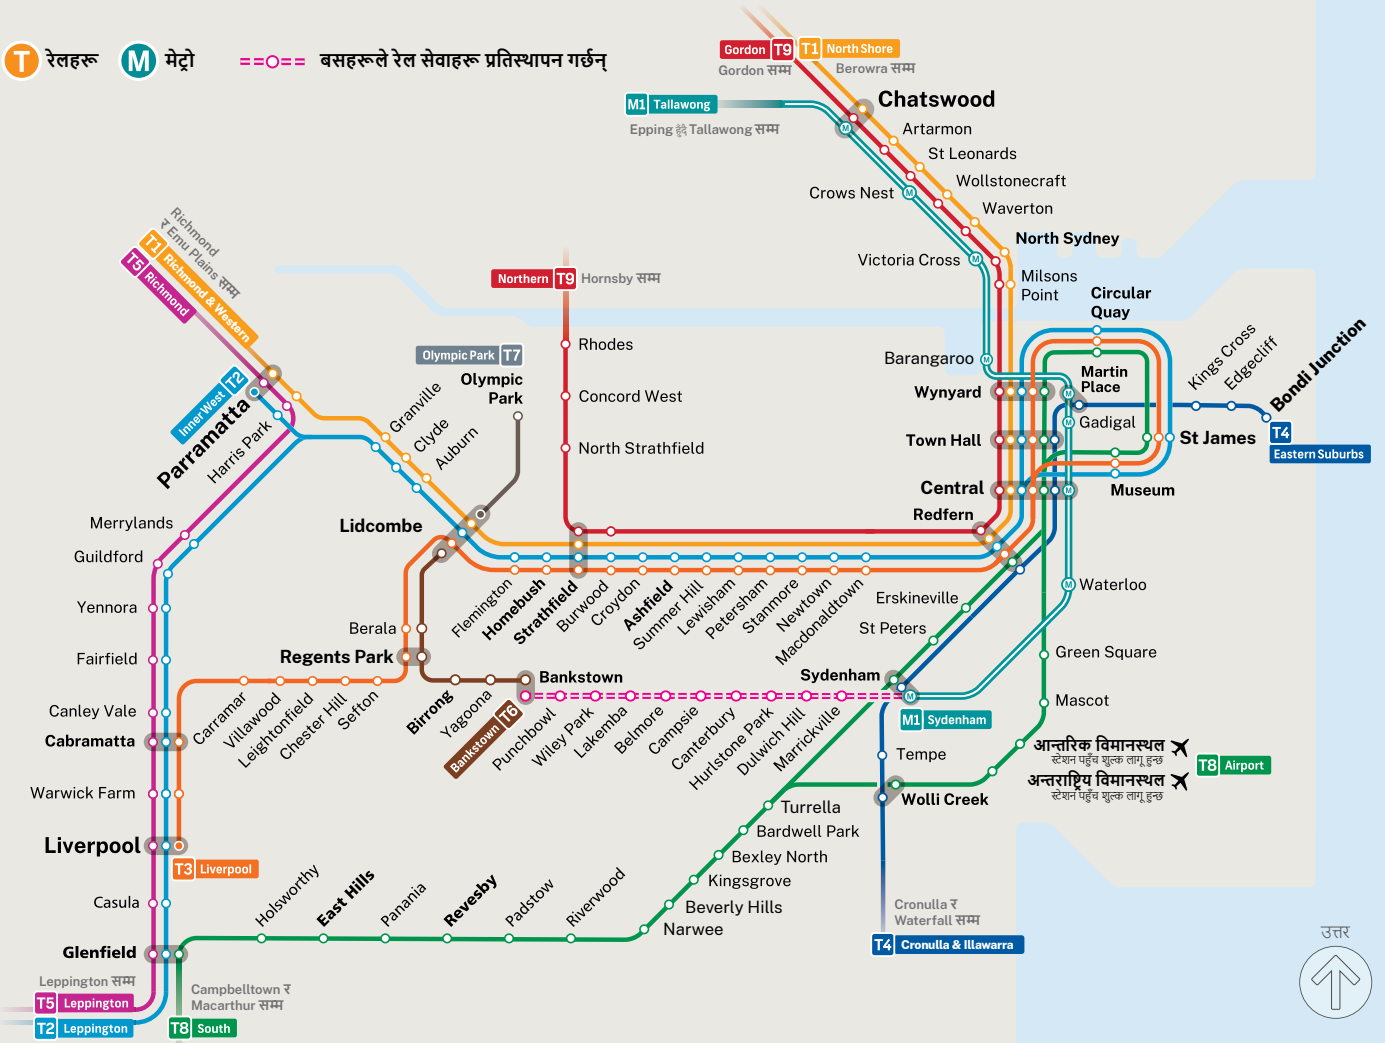 T रेलहरू
M मेट्रो
बसहरूले रेल सेवाहरू प्रतिस्थापन गर्छन्
Gordon T9
Gordon सम्म
T1 North Shore
Berowra सम्म
M1 Tallawong
Epping हुँदै Tallawong सम्म
Chatswood
Artarmon
St Leonards
Wollstonecraft
Waverton
North Sydney
Milsons
Point
Crows Nest
Victoria Cross
Barangaroo
Wynyard
Town Hall
Central
Redfern
Circular
Quay
Martin
Place
Gadigal
St James
Museum
Kings Cross
Edgecliff
Bondi Junction
T4
Eastern Suburbs
Richmond
र Emu Plains सम्म
T1 Richmond & Western
T5 Richmond
Inner West T2
Parramatta
Harris Park
Merrylands
Guildford
Yennora
Fairfield
Canley Vale
Cabramatta
Warwick Farm
Liverpool
T3 Liverpool
Casula
Glenfield
Leppington सम्म
T5 Leppington
T2 Leppington
Campbelltown र
Macarthur सम्म
T8 South
Northern T9 Hornsby सम्म
Rhodes
Concord West
North Strathfield
Olympic Park T7
Olympic
Park
Granville
Clyde
Auburn
Lidcombe
Flemington
Homebush
Strathfield
Burwood
Croydon
Ashfield
Summer Hill
Lewisham
Petersham
Stanmore
Newtown
Macdonaldtown
Berala
Regents Park
Carramar
Villawood
Leightonfield
Chester Hill
Sefton
Birrong
Yagoona
Bankstown
Bankstown T6
Punchbowl
Wiley Park
Lakemba
Belmore
Campsie
Canterbury
Hurlstone Park
Dulwich Hill
Marrickville
Sydenham
M1 Sydenham
Erskineville
St Peters
Waterloo
Green Square
Mascot
आन्तरिक विमानस्थल
स्टेशन पहुँच शुल्क लागू हुन्छ
अन्तराष्ट्रिय विमानस्थल
स्टेशन पहुँच शुल्क लागू हुन्छ
T8 Airport
Tempe
Wolli Creek
Turrella
Bardwell Park
Bexley North
Kingsgrove
Beverly Hills
Narwee
Riverwood
Padstow
Revesby
Panania
East Hills
Holsworthy
Cronulla र
Waterfall सम्म
T4 Cronulla & Illawarra
उत्तर